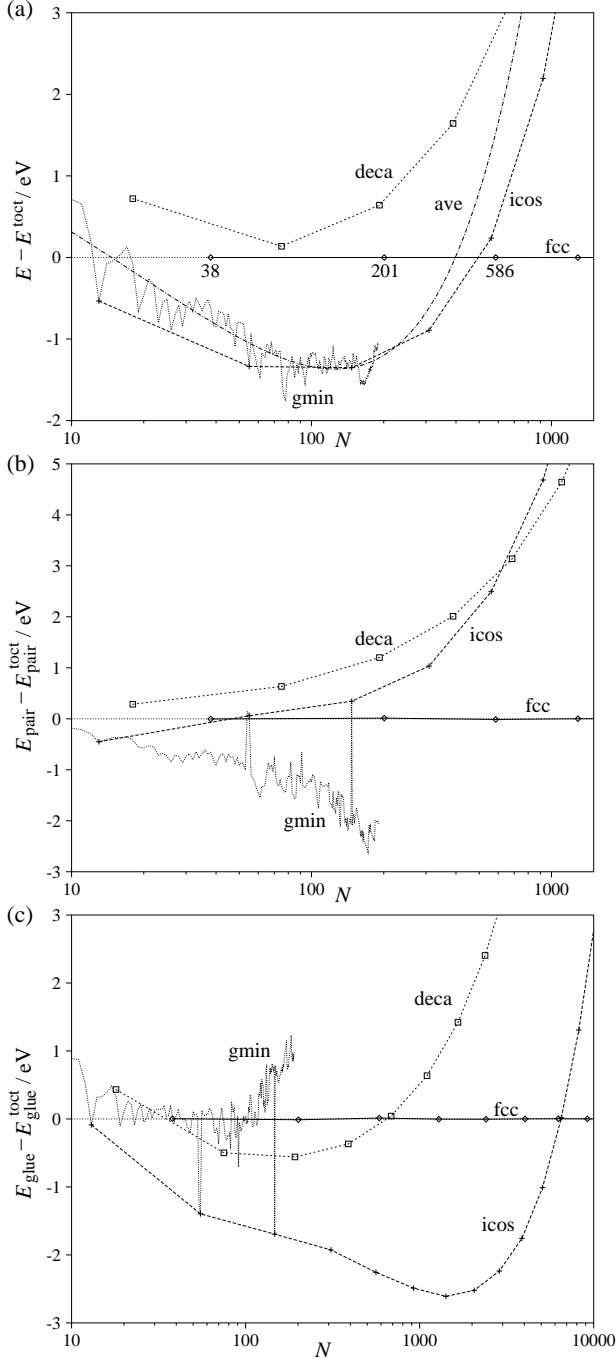 (a)
3
2
1
0
-1
-2
E − E^toct / eV
deca
ave
icos
fcc
38
201
586
gmin
10
100
1000
N
(b)
5
4
3
2
1
0
-1
-2
-3
E_pair − E_pair^toct / eV
deca
icos
fcc
gmin
10
100
1000
N
(c)
3
2
1
0
-1
-2
-3
E_glue − E_glue^toct / eV
deca
gmin
fcc
icos
10
100
1000
10000
N